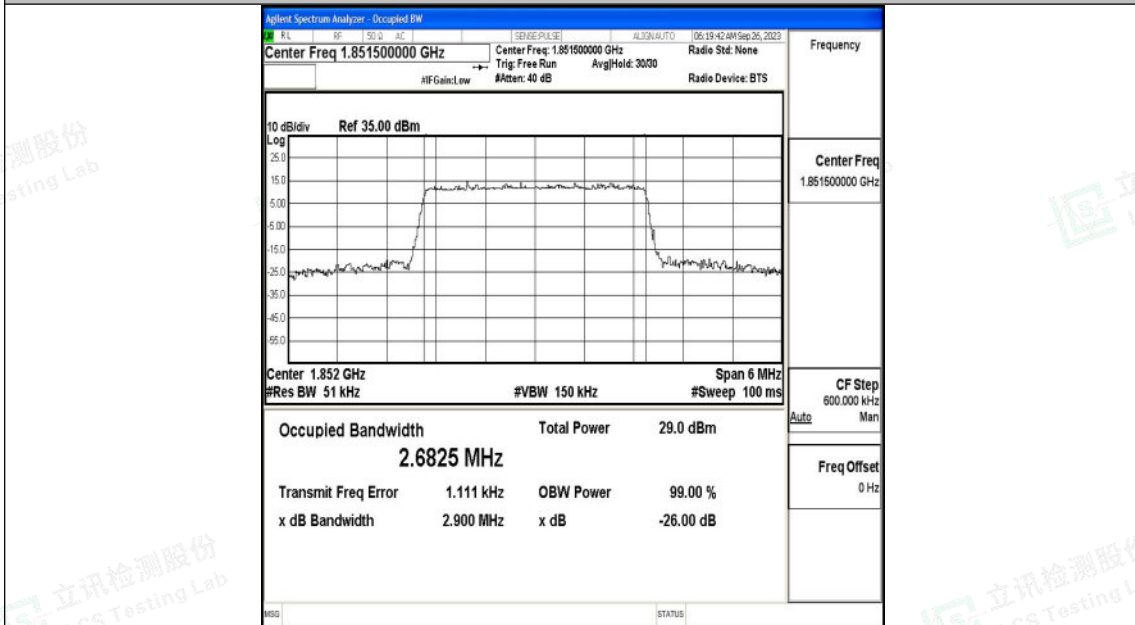 Agilent Spectrum Analyzer - Occupied BW
RL RF 50 Ω AC SENSE:PULSE ALIGNAUTO 06:19:42 AM Sep 26, 2023
Center Freq 1.851500000 GHz
Center Freq: 1.851500000 GHz
Radio Std: None
Trig: Free Run Avg|Hold: 30/30
#IFGain:Low
#Atten: 40 dB
Radio Device: BTS
10 dB/div Ref 35.00 dBm
Log
25.0
15.0
5.00
-5.00
-15.0
-25.0
-35.0
-45.0
-55.0
Center 1.852 GHz
Span 6 MHz
#Res BW 51 kHz
#VBW 150 kHz
#Sweep 100 ms
Occupied Bandwidth
Total Power 29.0 dBm
2.6825 MHz
Transmit Freq Error 1.111 kHz
OBW Power 99.00 %
x dB Bandwidth 2.900 MHz
x dB -26.00 dB
MSG
STATUS
Frequency
Center Freq
1.851500000 GHz
CF Step
600.000 kHz
Auto Man
Freq Offset
0 Hz
测股份
sting Lab
立讯检测股份
CS Testing Lab
立讯检测股份
CS Testing L